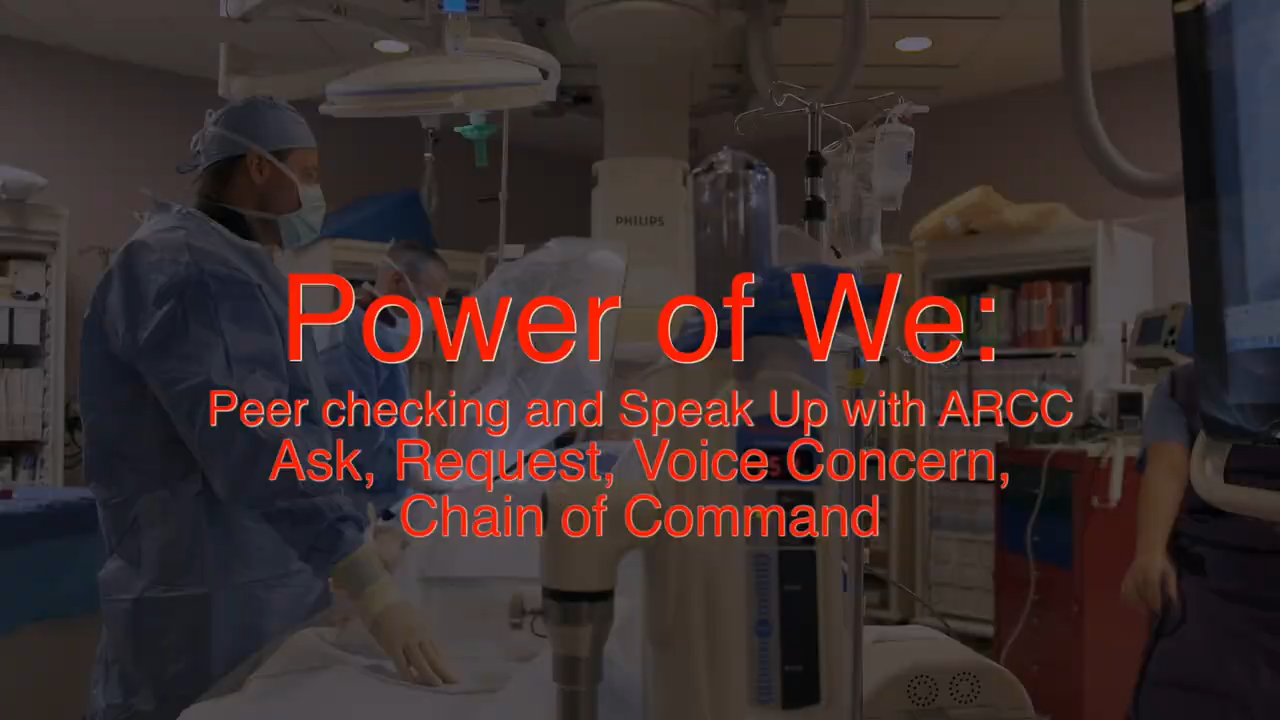 PHILIPS
Power of We:
Peer checking and Speak Up with ARCC
Ask, Request, Voice Concern,
Chain of Command